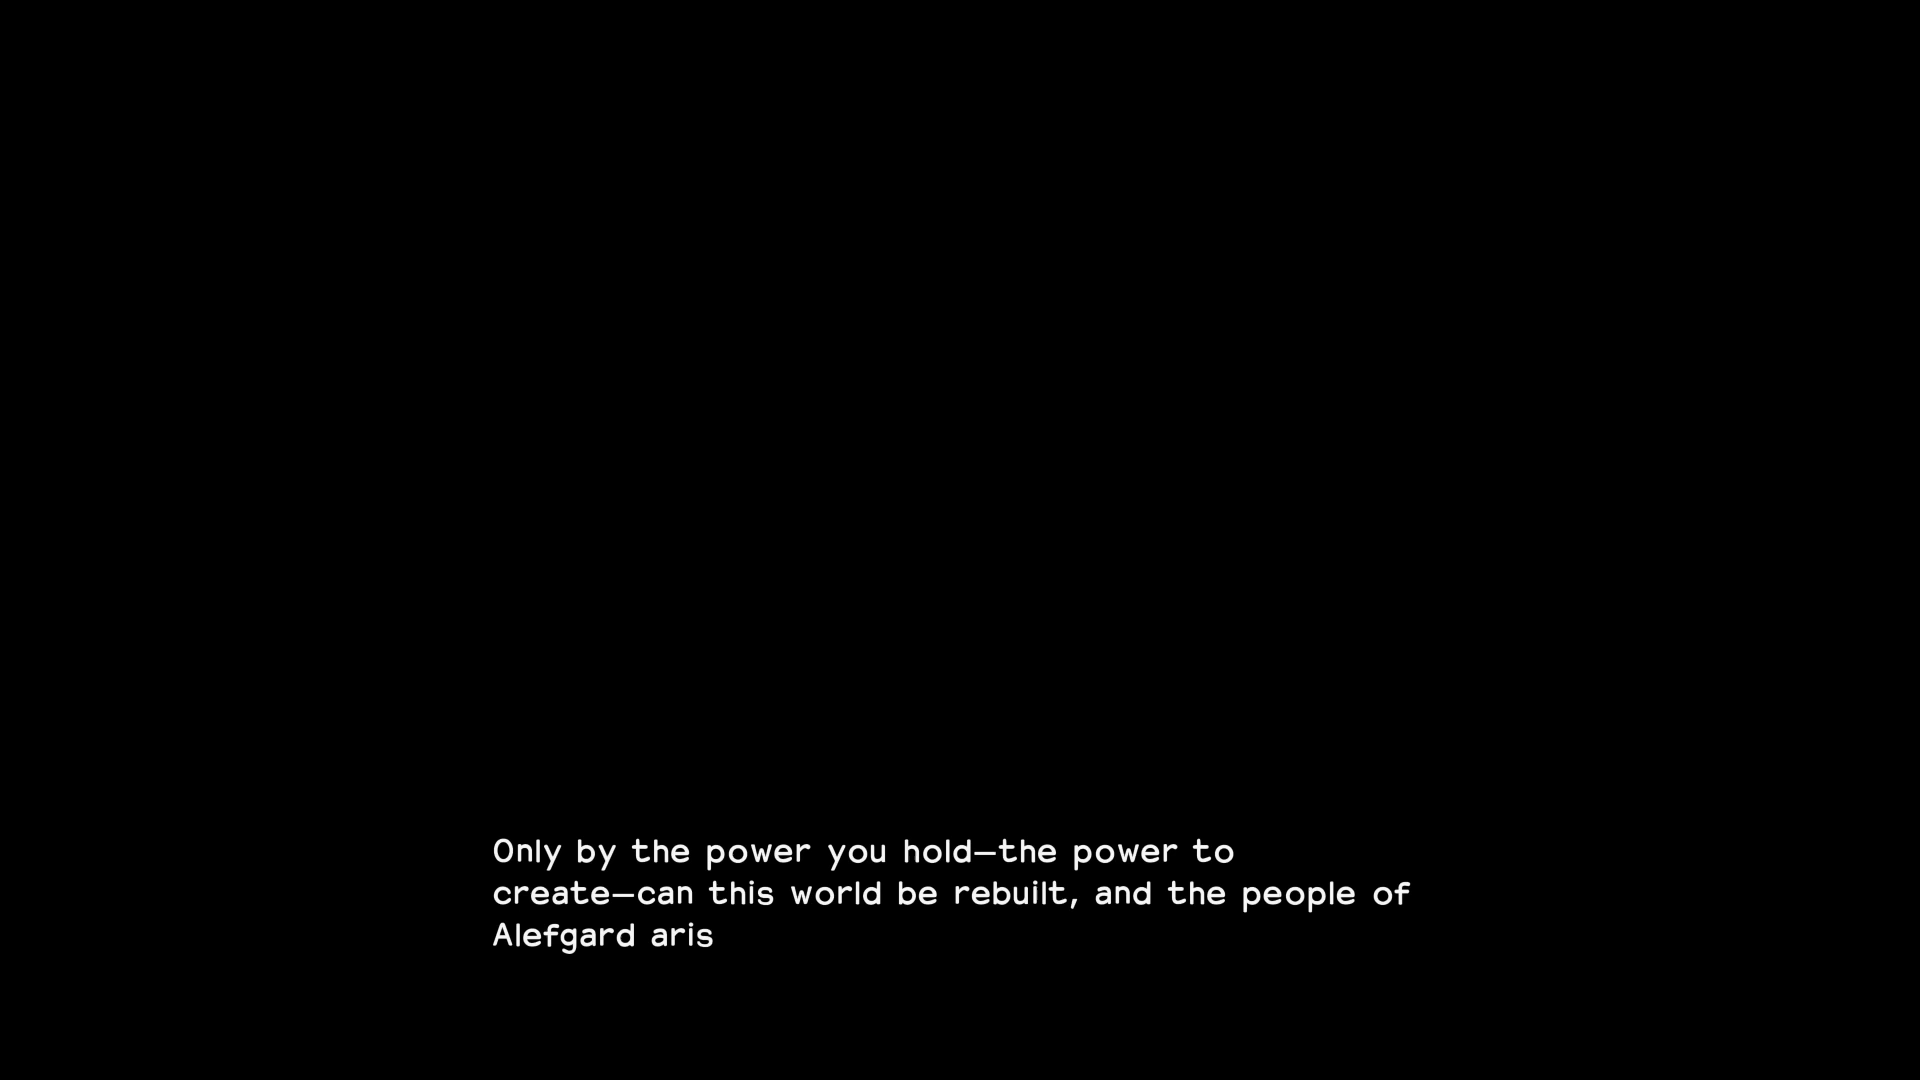 Only by the power you hold—the power to
create—can this world be rebuilt, and the people of
Alefgard aris